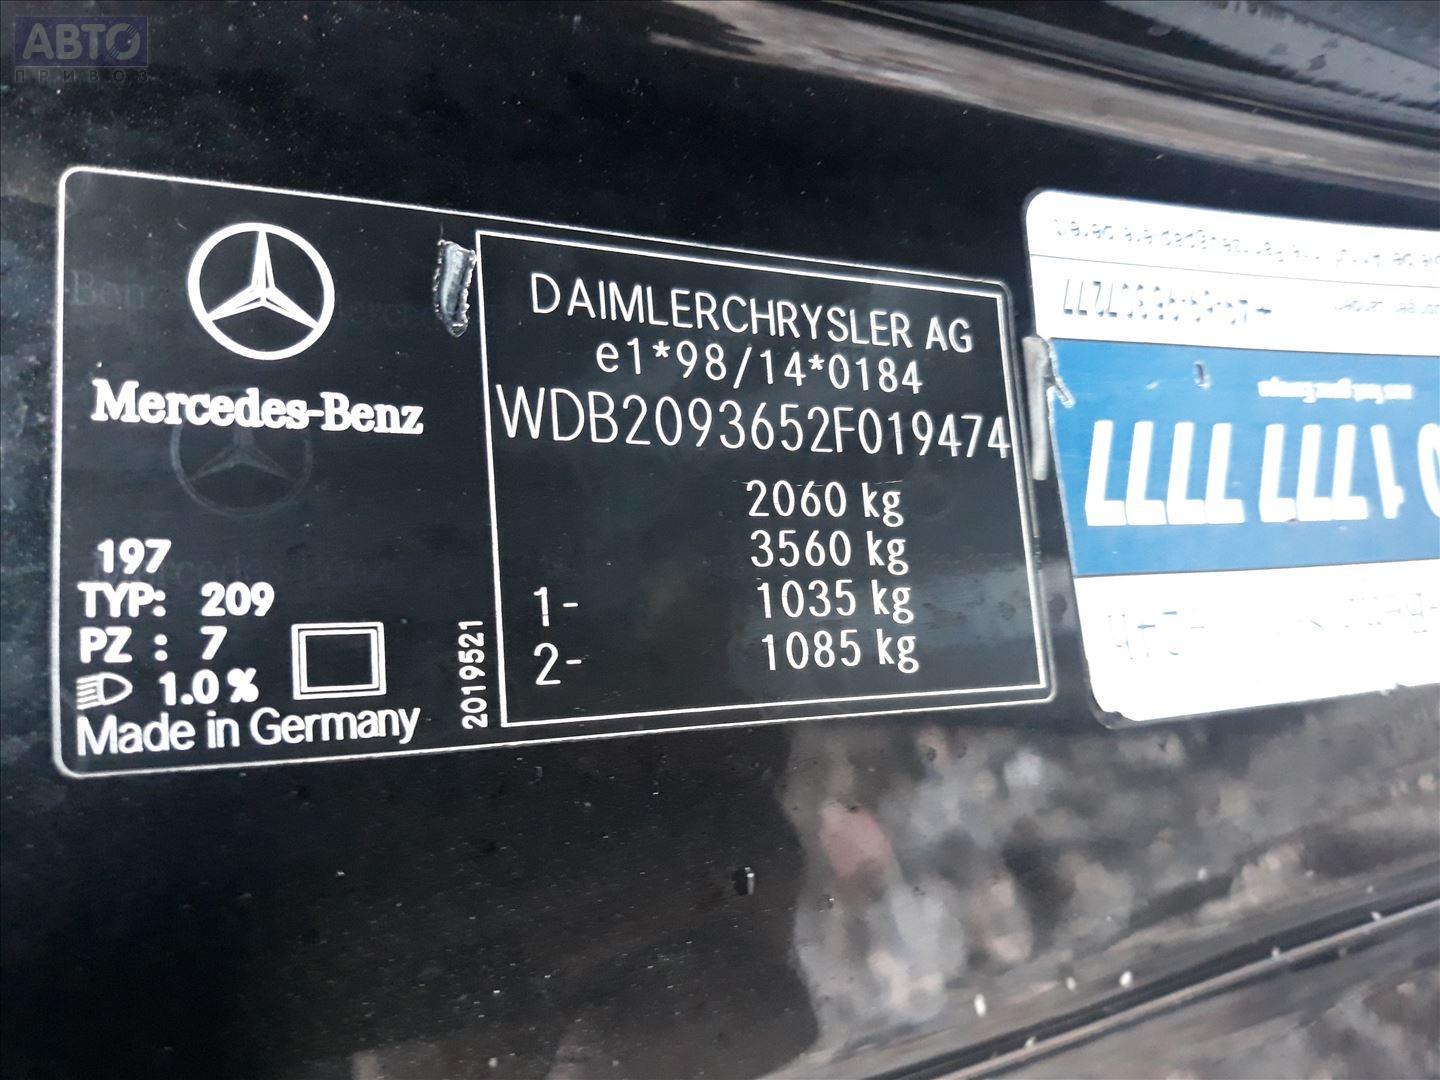 АВТО
ПРИВОЗ
Mercedes-Benz
197
TYP: 209
PZ : 7
1.0%
Made in Germany
2019521
DAIMLERCHRYSLER AG
e1*98/14*0184
WDB2093652F019474
2060 kg
3560 kg
1- 1035 kg
2- 1085 kg